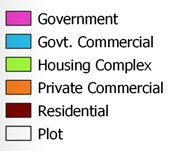 Government
Govt. Commercial
Housing Complex
Private Commercial
Residential
Plot